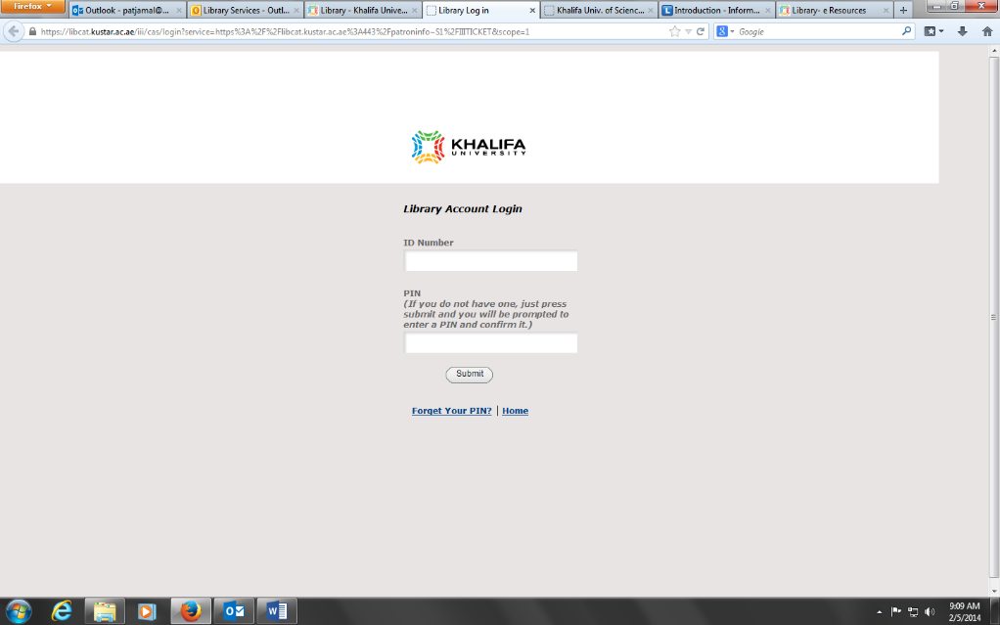 Firefox
Outlook - patjamal@...
Library Services - Outl...
Library - Khalifa Unive...
Library Log in
Khalifa Univ. of Scienc...
Introduction - Inform...
Library- e Resources
https://libcat.kustar.ac.ae/iii/cas/login?service=https%3A%2F%2Flibcat.kustar.ac.ae%3A443%2Fpatroninfo~S1%2FIIITICKET&scope=1
Google
KHALIFA
UNIVERSITY
Library Account Login
ID Number
PIN
(If you do not have one, just press
submit and you will be prompted to
enter a PIN and confirm it.)
Submit
Forget Your PIN? | Home
9:09 AM
2/5/2014